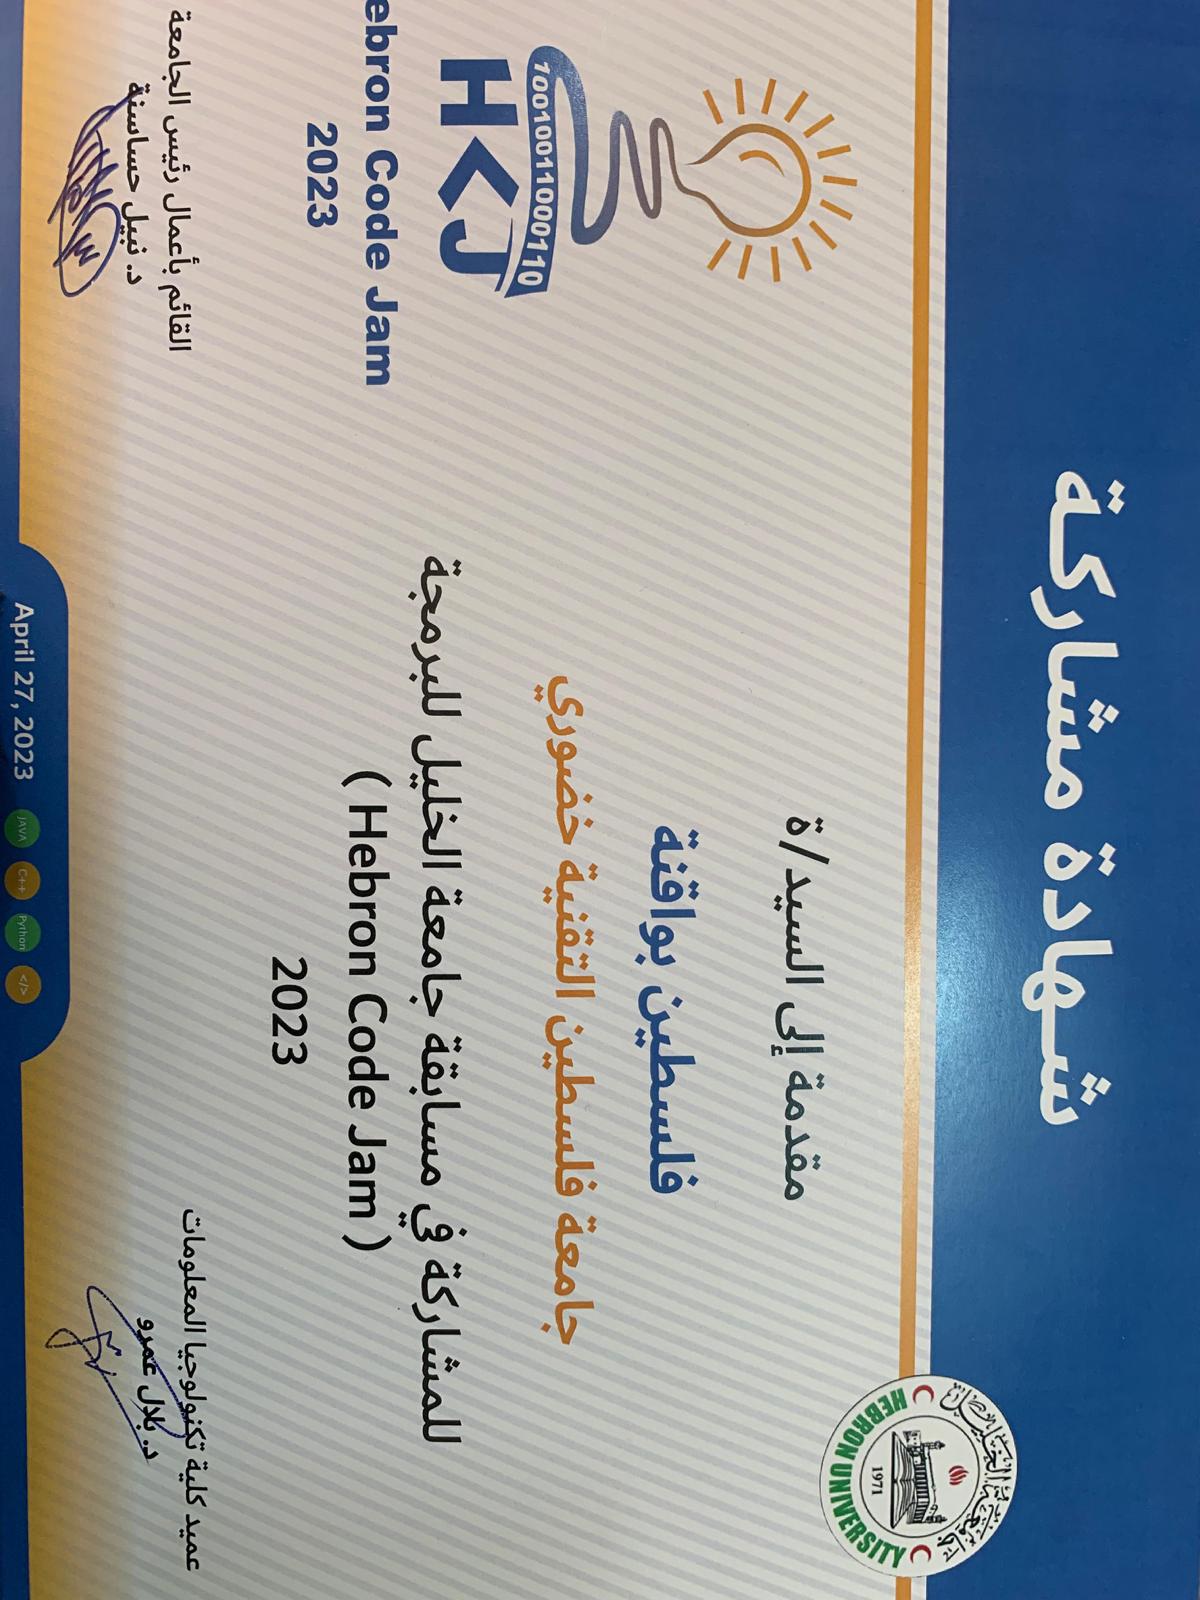 شهادة مشاركة
جامعة الخليل
1971
HEBRON UNIVERSITY
مقدمة إلى السيد/ة
فلسطين بواقنة
جامعة فلسطين التقنية خضوري
للمشاركة في مسابقة جامعة الخليل للبرمجة
( Hebron Code Jam )
2023
10010011000110
HCJ
ebron Code Jam
2023
عميد كلية تكنولوجيا المعلومات
د. بلال عمرو
القائم بأعمال رئيس الجامعة
د. نبيل حساسنة
April 27, 2023 JAVA C++ Python </>